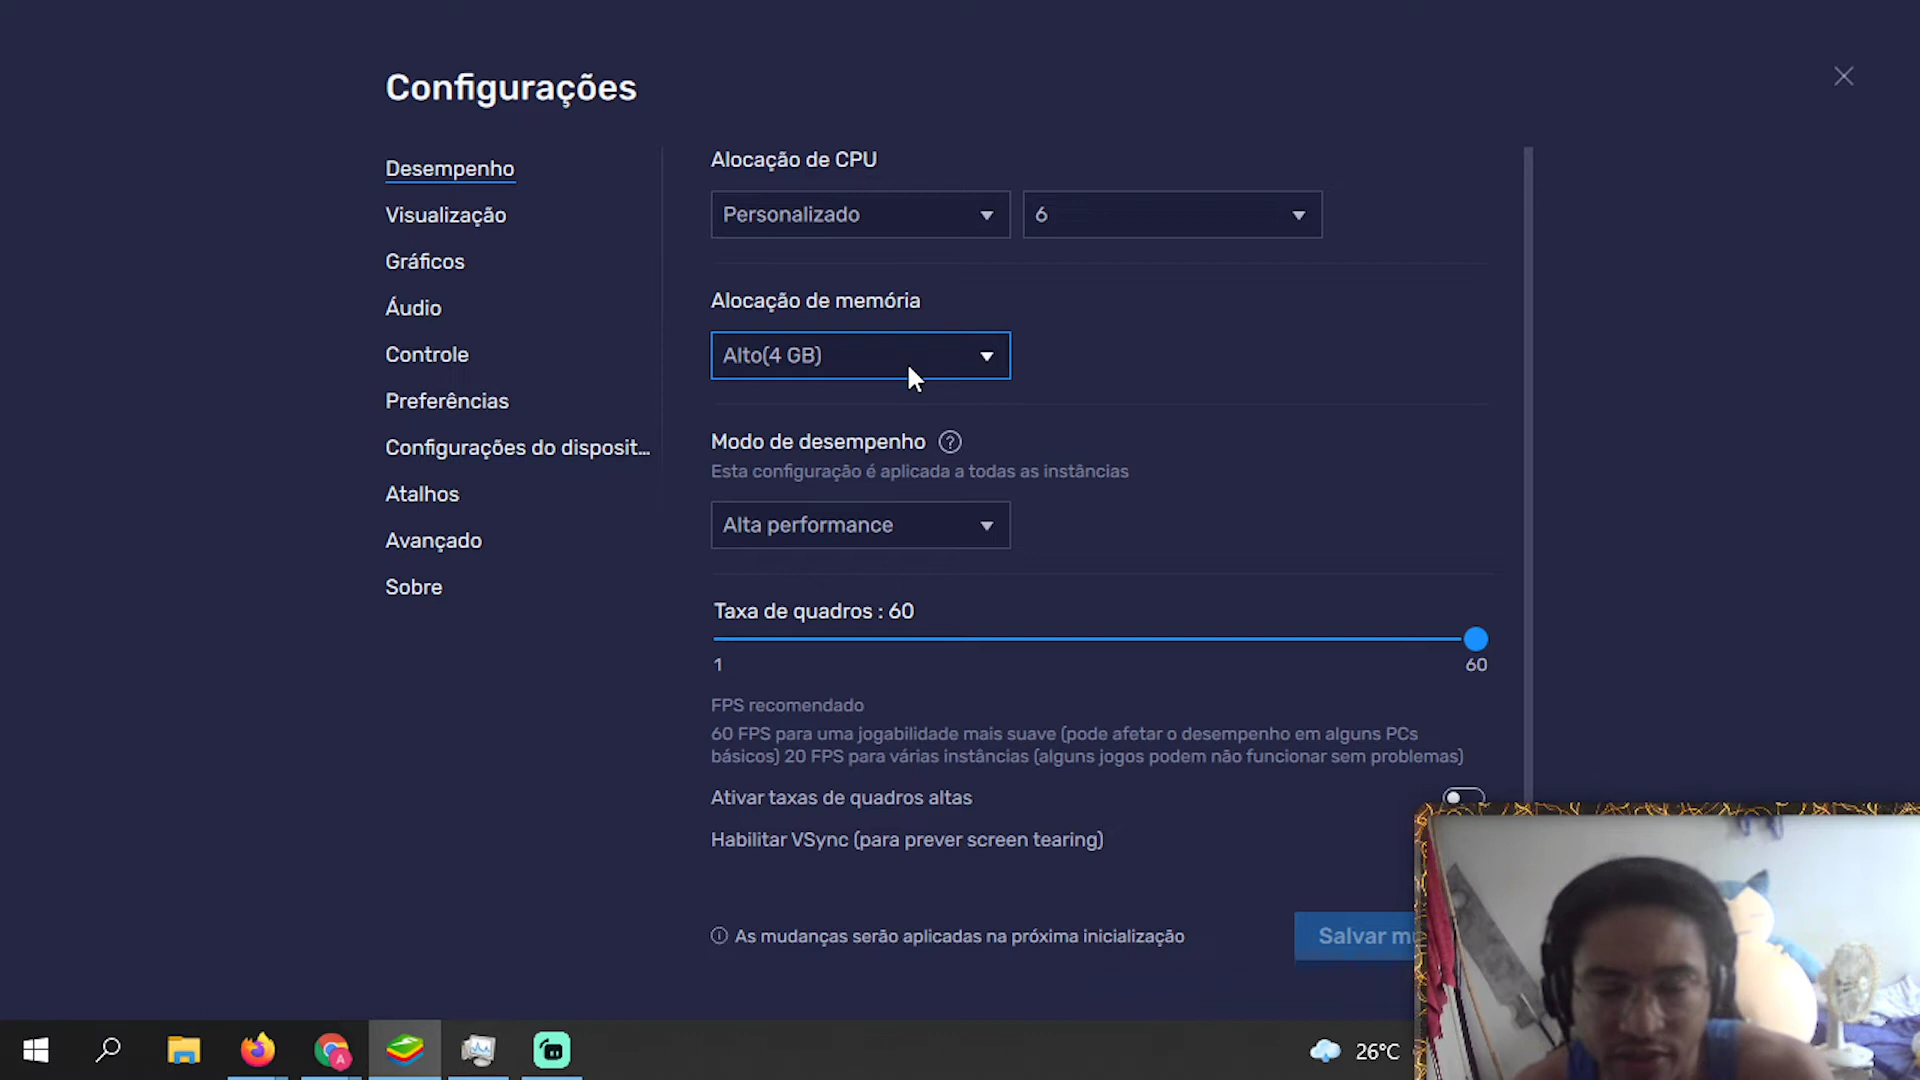 Configurações
Desempenho
Visualização
Gráficos
Áudio
Controle
Preferências
Configurações do disposit...
Atalhos
Avançado
Sobre
Alocação de CPU
Personalizado
6
Alocação de memória
Alto(4 GB)
Modo de desempenho ?
Esta configuração é aplicada a todas as instâncias
Alta performance
Taxa de quadros : 60
1
60
FPS recomendado
60 FPS para uma jogabilidade mais suave (pode afetar o desempenho em alguns PCs
básicos) 20 FPS para várias instâncias (alguns jogos podem não funcionar sem problemas)
Ativar taxas de quadros altas
Habilitar VSync (para prever screen tearing)
As mudanças serão aplicadas na próxima inicialização
Salvar
A
26°C